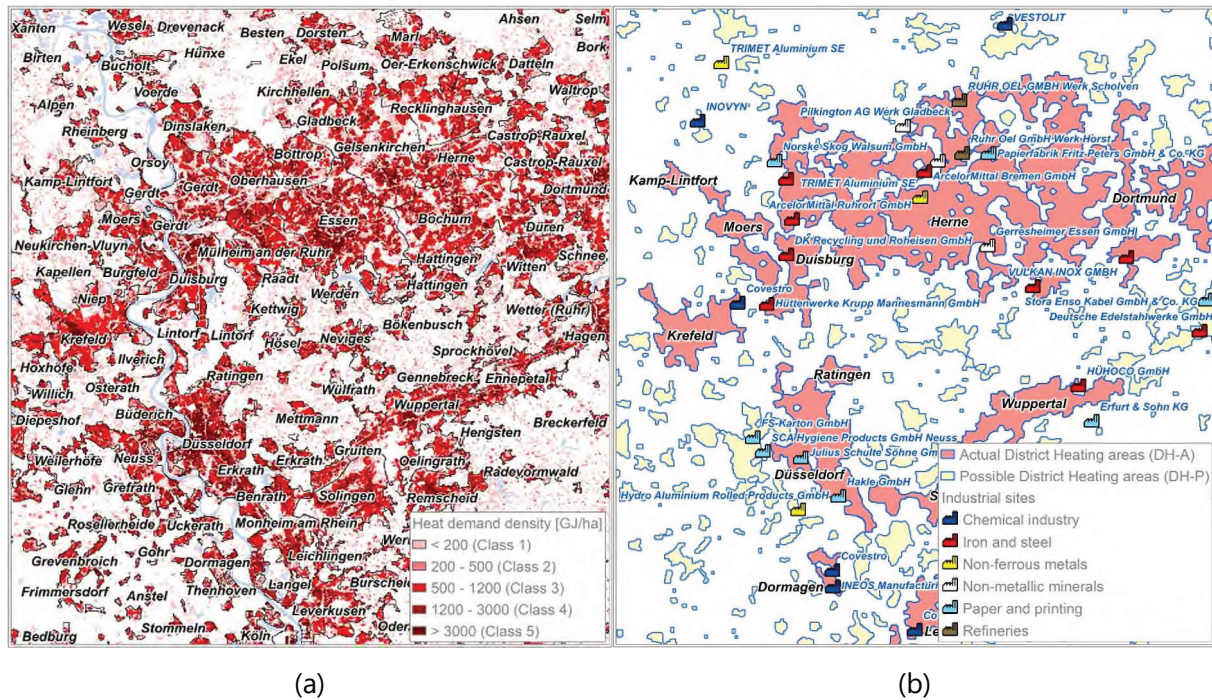 Xanten
Wesel
Drevenack
Ahsen
Selm
Birten
Bucholt
Hünxe
Besten
Dorsten
Marl
Bork
Ekel
Polsum
Oer-Erkenschwick
Datteln
Alpen
Voerde
Kirchhellen
Recklinghausen
Waltrop
Rheinberg
Dinslaken
Gladbeck
Castrop-Rauxel
Orsoy
Bottrop
Gelsenkirchen
Herne
Castrop-Rauxel
Kamp-Lintfort
Gerdt
Gerdt
Oberhausen
Dortmund
Moers
Gerdt
Essen
Bochum
Düren
Neukirchen-Vluyn
Mülheim an der Ruhr
Hattingen
Witten
Schnee
Kapellen
Burgfeld
Duisburg
Raadt
Werden
Hattingen
Niep
Kettwig
Bökenbusch
Wetter (Ruhr)
Krefeld
Lintorf
Lintorf
Hösel
Neviges
Hagen
Ilverich
Sprockhövel
Hoxhöfe
Osterath
Ratingen
Gennebreck
Ennepetal
Willich
Wülfrath
Wuppertal
Diepeshof
Büderich
Mettmann
Breckerfeld
Düsseldorf
Hengsten
Weilerhöfe
Neuss
Erkrath
Erkrath
Gruiten
Oelingrath
Radevormwald
Glehn
Grefrath
Benrath
Solingen
Remscheid
Rosellerheide
Uckerath
Monheim am Rhein
Gohr
Grevenbroich
Dormagen
Leichlingen
Frimmersdorf
Anstel
Thenhoven
Langel
Burscheid
Leverkusen
Bedburg
Stommeln
Köln
Heat demand density [GJ/ha]
< 200 (Class 1)
200 - 500 (Class 2)
500 - 1200 (Class 3)
1200 - 3000 (Class 4)
> 3000 (Class 5)
(a)
VESTOLIT
TRIMET Aluminium SE
RUHR OEL GMBH Werk Scholven
INOVYN
Pilkington AG Werk Gladbeck
Norske Skog Walsum GmbH
Ruhr Oel GmbH Werk Horst
Papierfabrik Fritz Peters GmbH & Co. KG
Kamp-Lintfort
TRIMET Aluminium SE
ArcelorMittal Bremen GmbH
ArcelorMittal Ruhrort GmbH
Dortmund
Moers
Herne
Gerresheimer Essen GmbH
DK Recycling und Roheisen GmbH
Duisburg
VULKAN INOX GMBH
Covestro
Hüttenwerke Krupp Mannesmann GmbH
Stora Enso Kabel GmbH & Co. KG
Deutsche Edelstahlwerke GmbH
Krefeld
Ratingen
HÜHOCO GmbH
Wuppertal
Erfurt & Sohn KG
FS-Karton GmbH
SCA Hygiene Products GmbH Neuss
Julius Schulte Söhne Gm
Düsseldorf
Hakle GmbH
Hydro Aluminium Rolled Products GmbH
Covestro
Dormagen
INEOS Manufacturi
Actual District Heating areas (DH-A)
Possible District Heating areas (DH-P)
Industrial sites
Chemical industry
Iron and steel
Non-ferrous metals
Non-metallic minerals
Paper and printing
Refineries
(b)